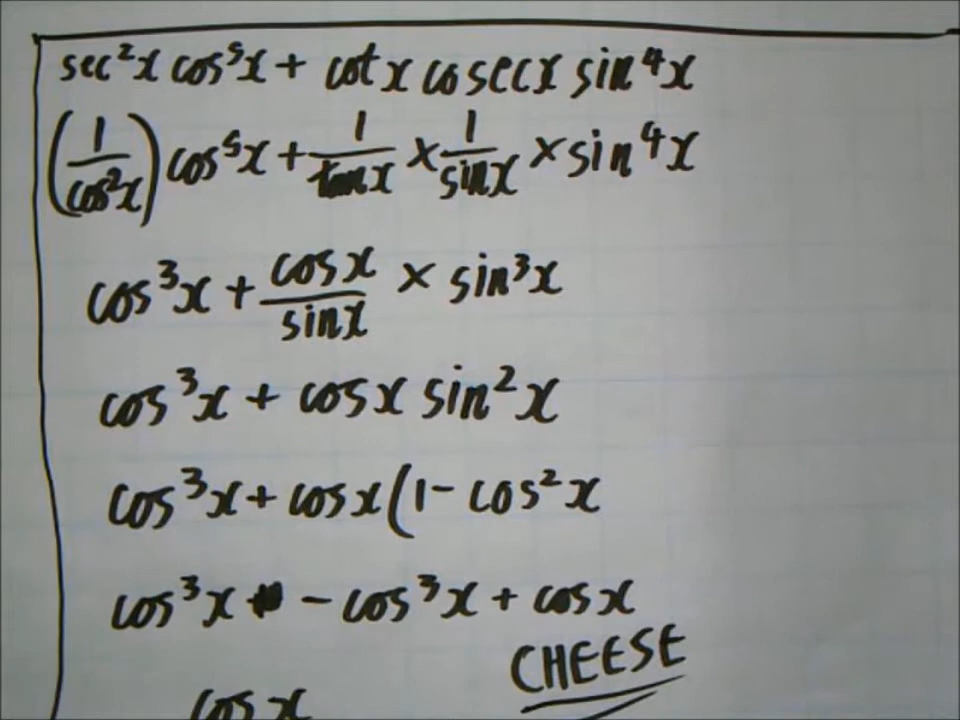 sec²x cos⁵x + cot x cosec x sin⁴x
(1/cos²x) cos⁵x + 1/tan x × 1/sin x × sin⁴x
cos³x + cos x/sin x × sin³x
cos³x + cos x sin²x
cos³x + cos x (1 - cos²x
cos³x - cos³x + cos x
CHEESE
cos x